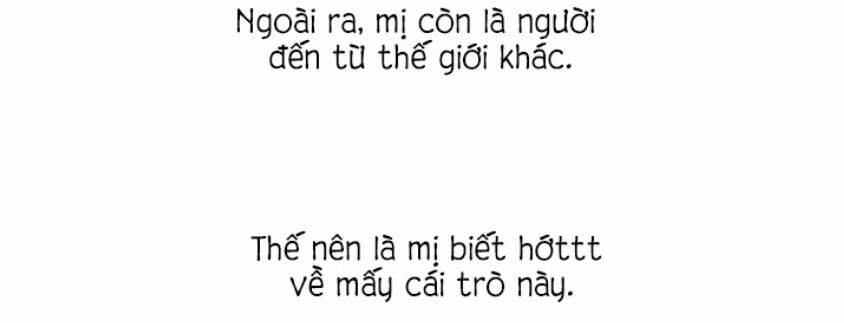 Ngoài ra, mị còn là người
đến từ thế giới khác.
Thế nên là mị biết hớttt
về mấy cái trò này.